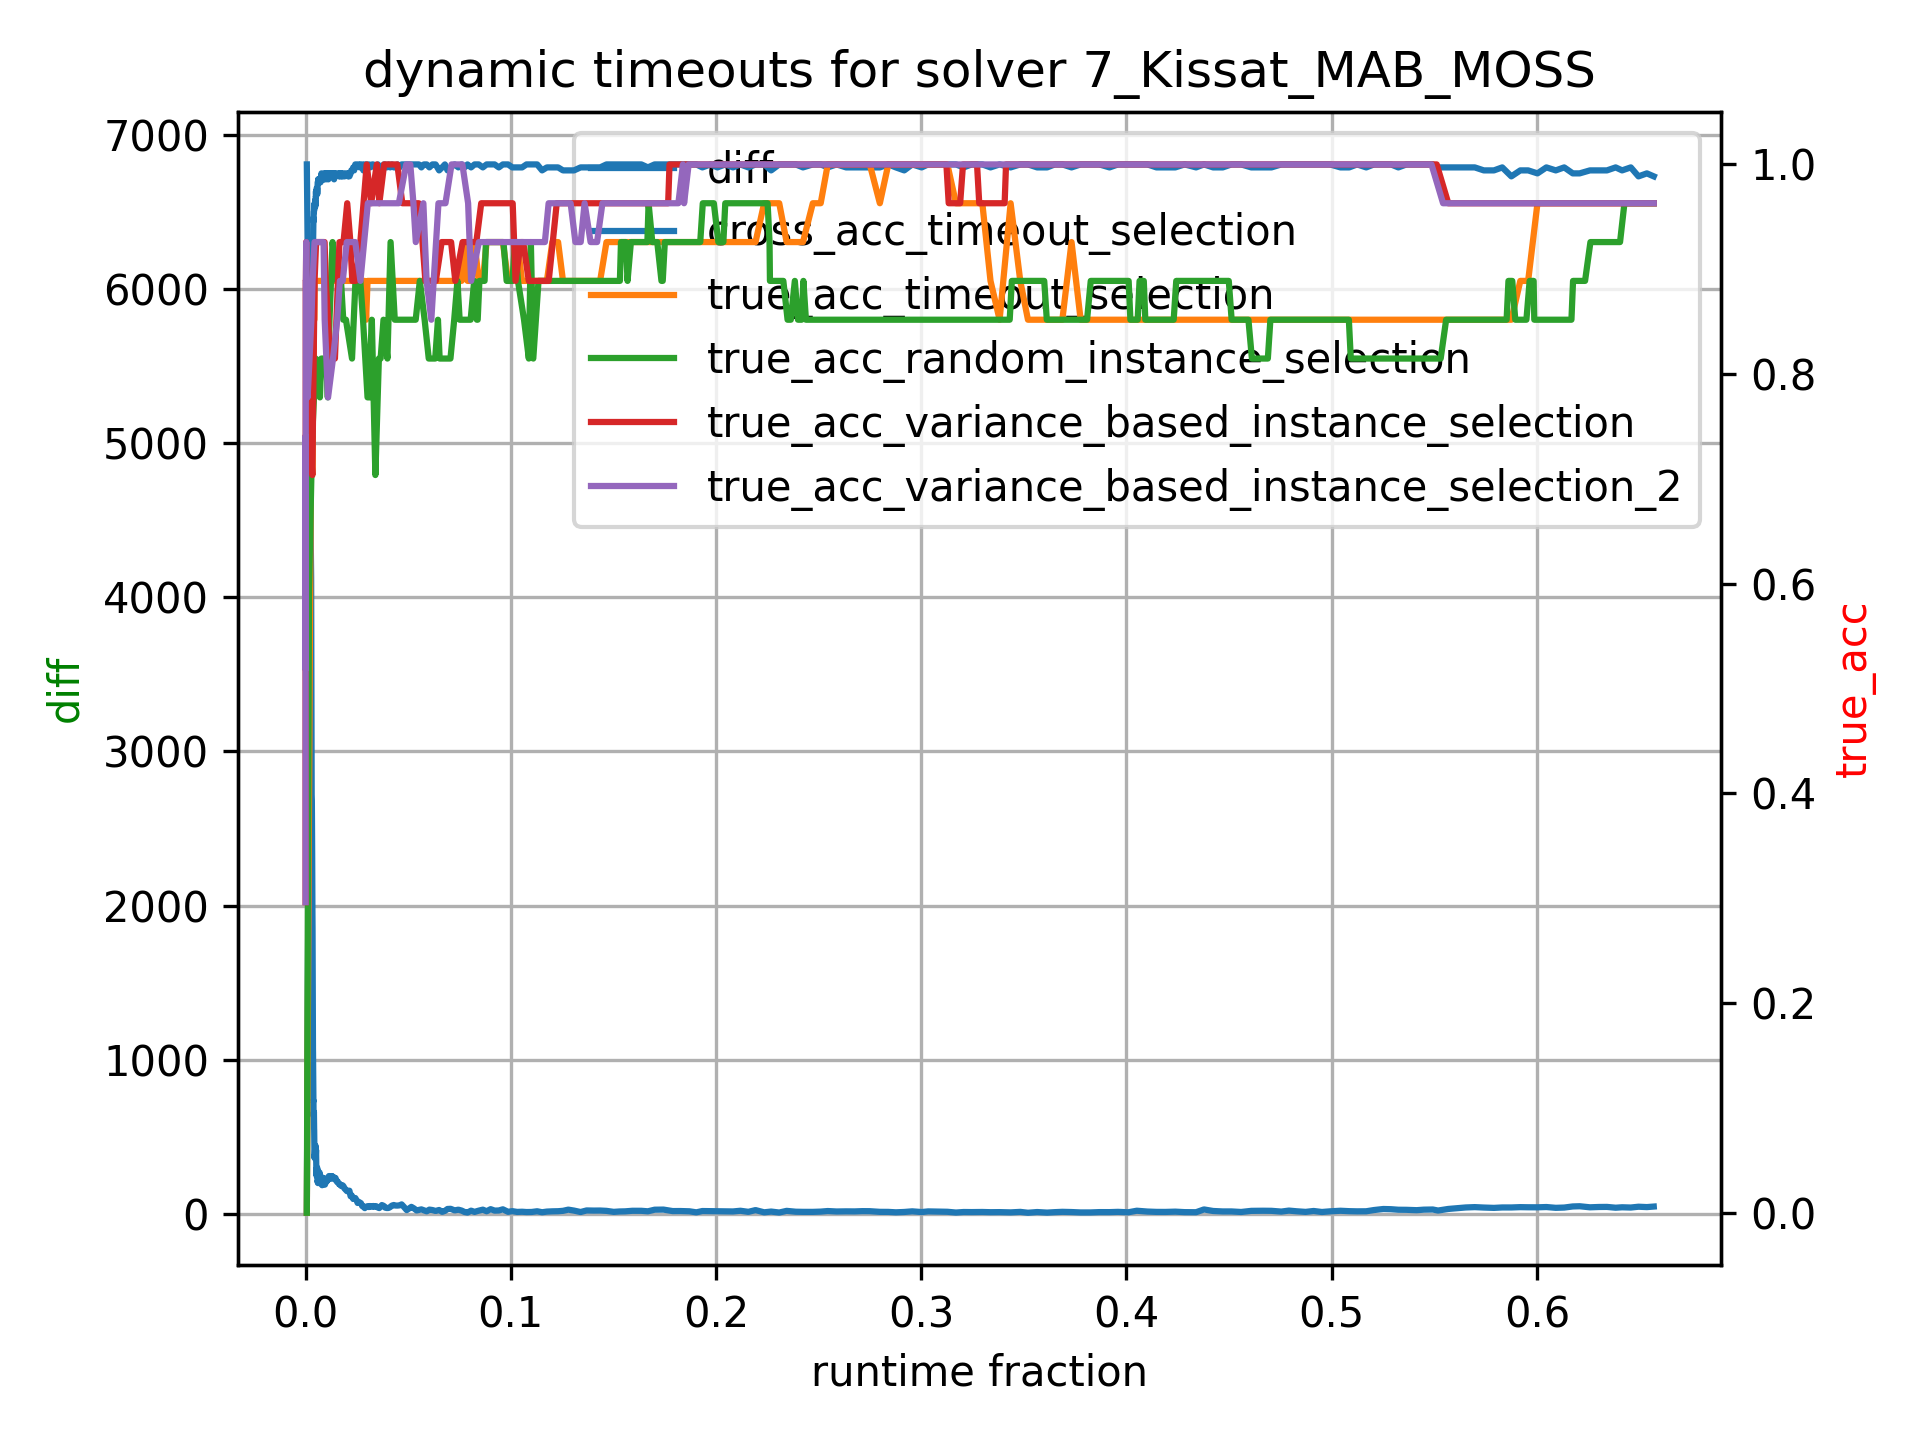 dynamic timeouts for solver 7_Kissat_MAB_MOSS
7000
6000
5000
4000
3000
2000
1000
0
diff
diff
cross_acc_timeout_selection
true_acc_timeout_selection
true_acc_random_instance_selection
true_acc_variance_based_instance_selection
true_acc_variance_based_instance_selection_2
1.0
0.8
0.6
0.4
0.2
0.0
true_acc
0.0 0.1 0.2 0.3 0.4 0.5 0.6
runtime fraction